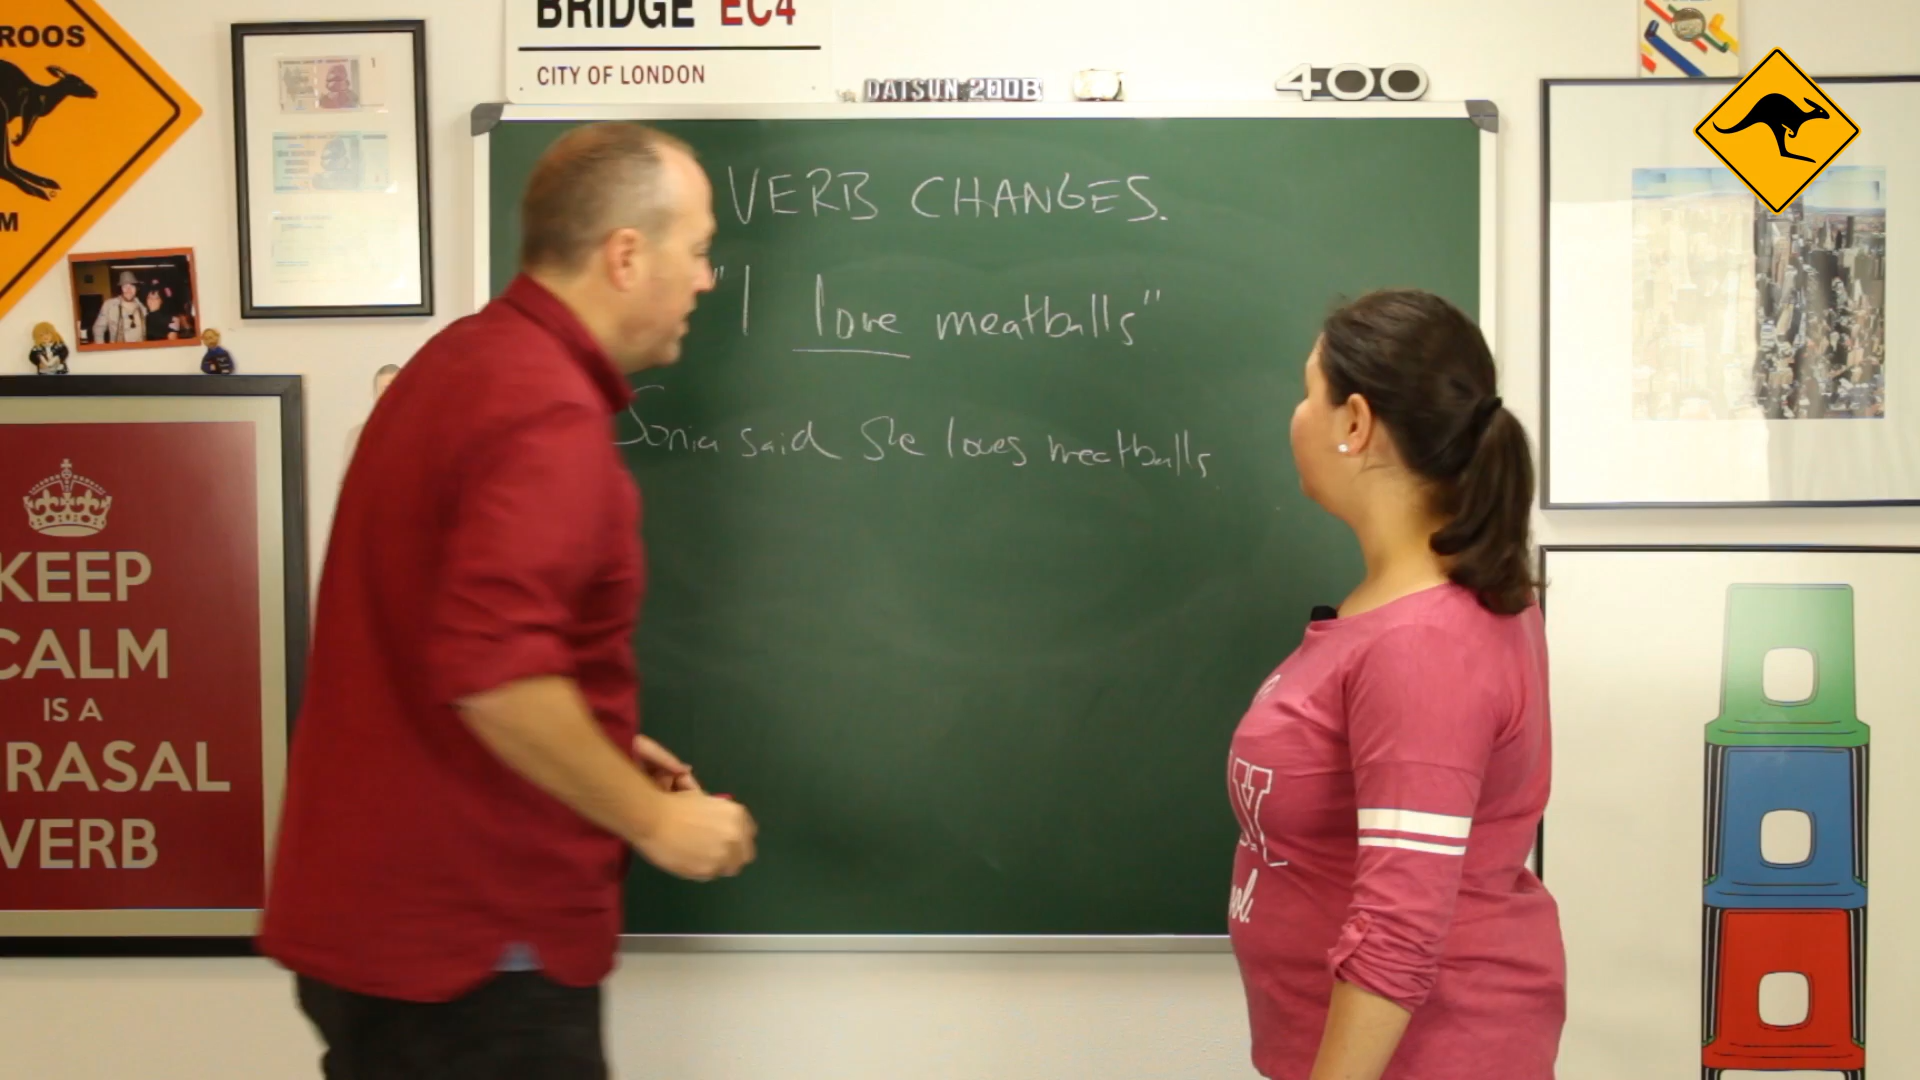 ROOS
M
BRIDGE EC4
CITY OF LONDON
DATSUN 200B
400
VERB CHANGES.
"I love meatballs"
Sonia said She loves meatballs.
KEEP
CALM
IS A
RASAL
VERB